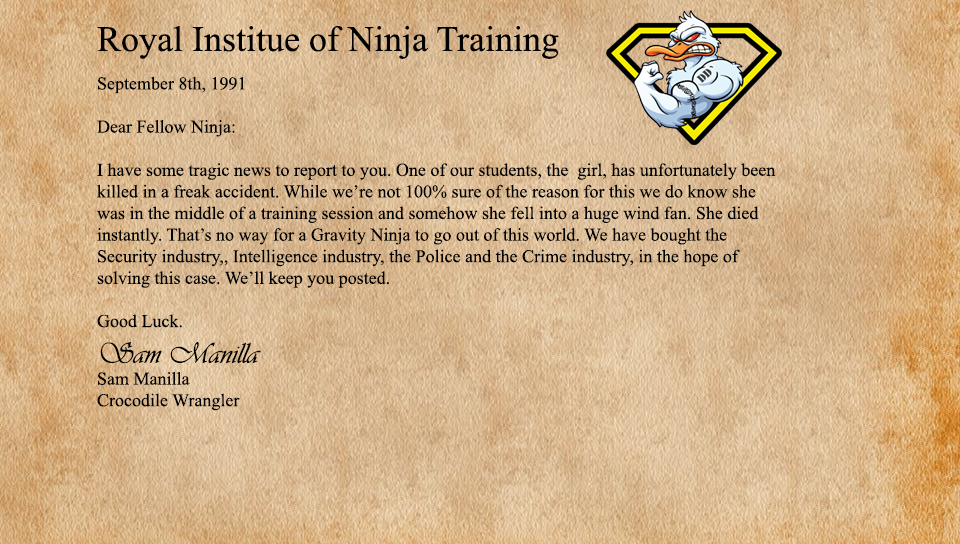 Royal Institue of Ninja Training
DD
September 8th, 1991
Dear Fellow Ninja:
I have some tragic news to report to you. One of our students, the  girl, has unfortunately been
killed in a freak accident. While we’re not 100% sure of the reason for this we do know she
was in the middle of a training session and somehow she fell into a huge wind fan. She died
instantly. That’s no way for a Gravity Ninja to go out of this world. We have bought the
Security industry,, Intelligence industry, the Police and the Crime industry, in the hope of
solving this case. We’ll keep you posted.
Good Luck.
Sam Manilla
Sam Manilla
Crocodile Wrangler